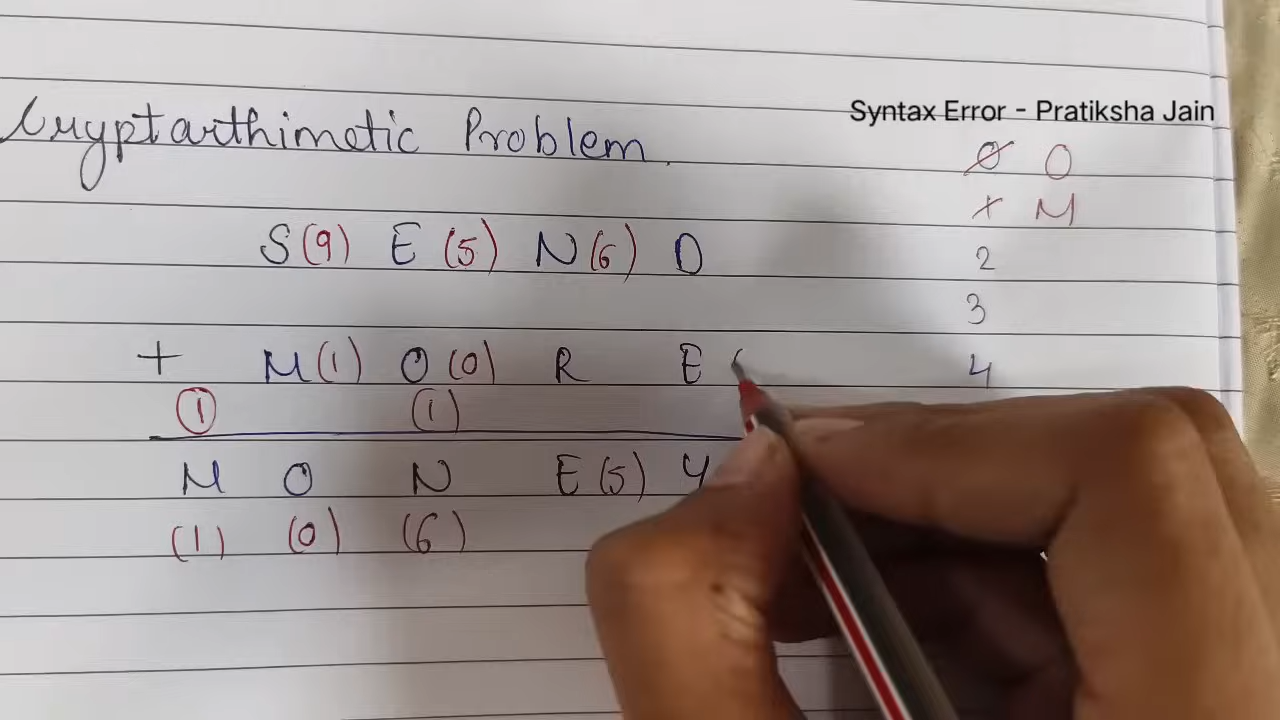 Cryptarthimetic Problem.
Syntax Error - Pratiksha Jain
0 O
1 M
S(9) E(5) N(6) D
2
3
+ M(1) O(0) R E (
4
(1) (1)
M O N E(5) Y
(1) (0) (6)